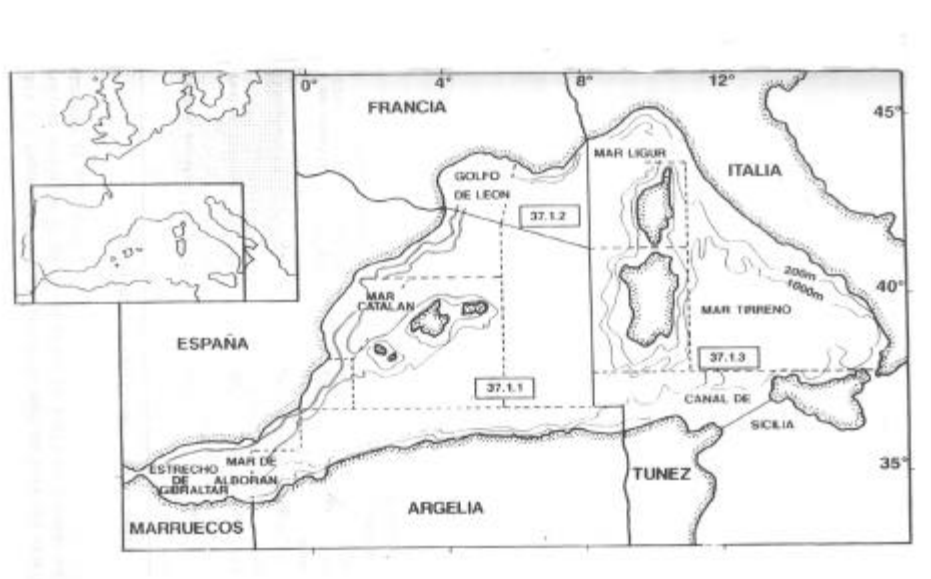 0° 4° 8° 12°
FRANCIA
45°
MAR LIGUR
ITALIA
GOLFO
DE LEON
37.1.2
200m
1000m
40°
MAR
CATALAN
MAR TIRRENO
ESPAÑA
37.1.3
37.1.1
CANAL DE
SICILIA
MAR DE
ALBORAN
ESTRECHO
DE
GIBRALTAR
35°
TUNEZ
ARGELIA
MARRUECOS